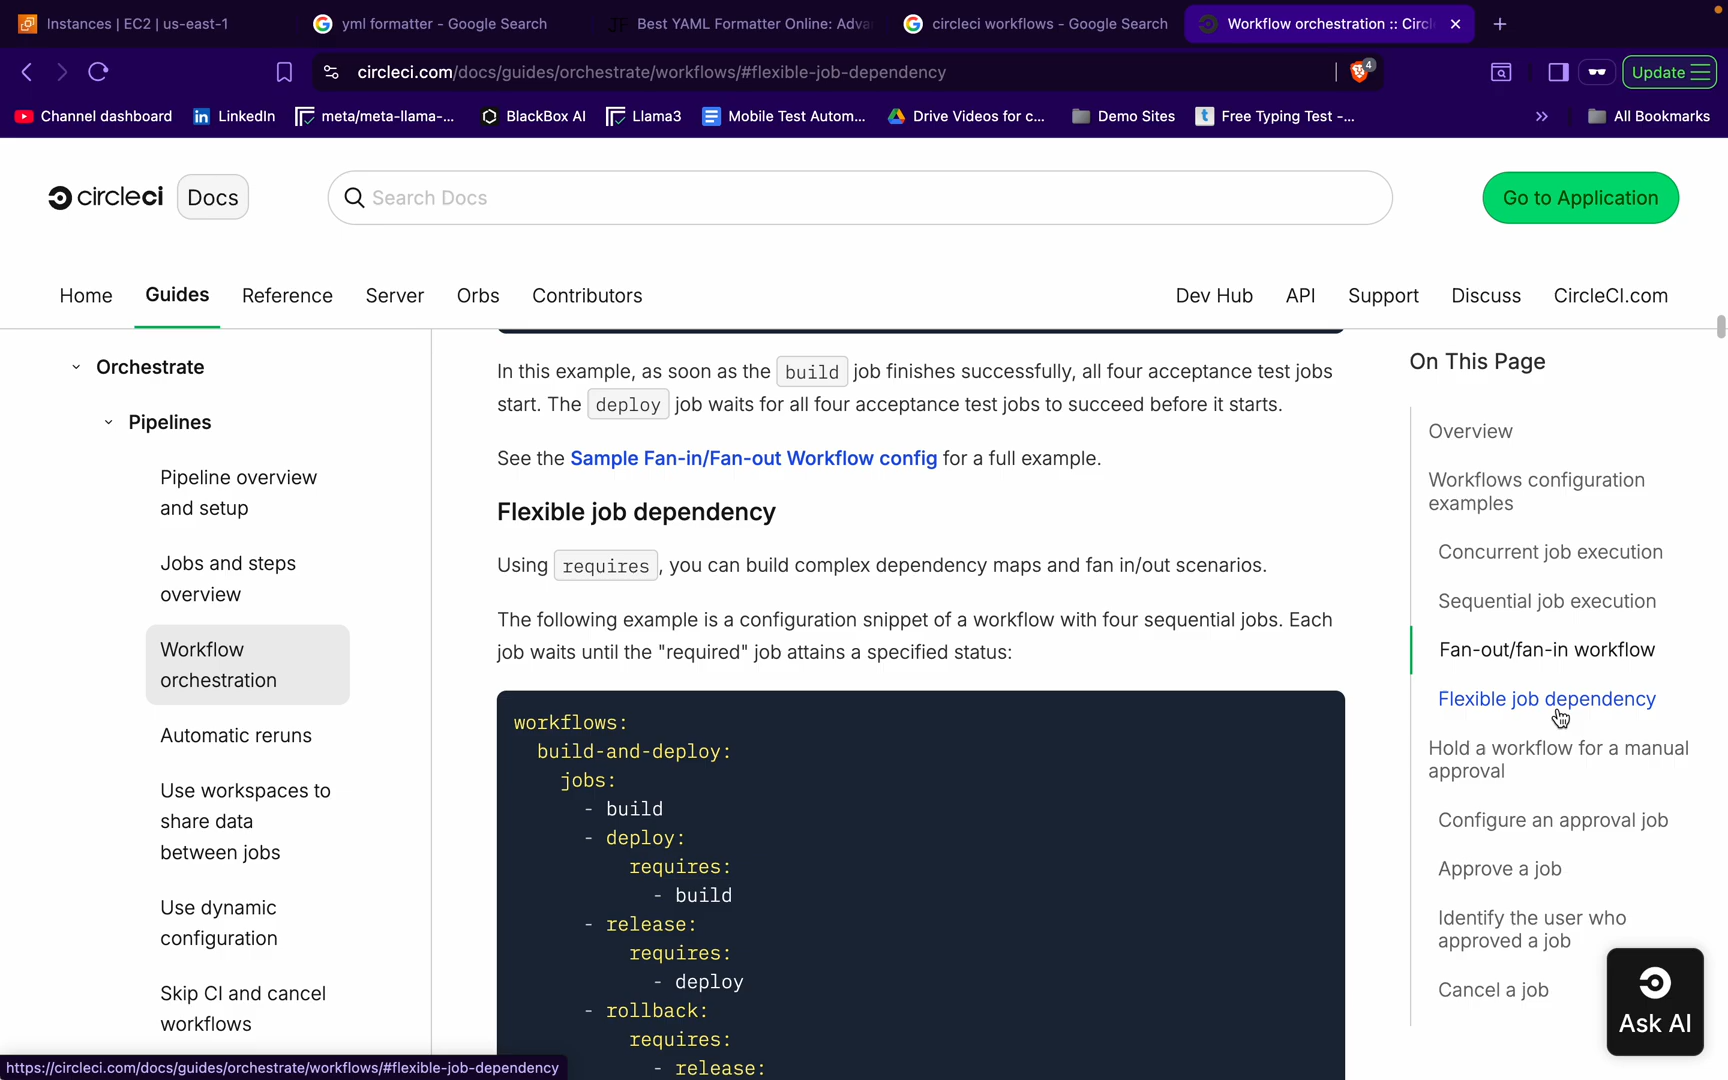 Instances | EC2 | us-east-1
yml formatter - Google Search
Best YAML Formatter Online: Adva
circleci workflows - Google Search
Workflow orchestration :: Circle
circleci.com/docs/guides/orchestrate/workflows/#flexible-job-dependency
4
Update
Channel dashboard
LinkedIn
meta/meta-llama-...
BlackBox AI
Llama3
Mobile Test Autom...
Drive Videos for c...
Demo Sites
Free Typing Test -...
»
All Bookmarks
circleci Docs
Search Docs
Go to Application
Home
Guides
Reference
Server
Orbs
Contributors
Dev Hub
API
Support
Discuss
CircleCI.com
Orchestrate
Pipelines
Pipeline overview
and setup
Jobs and steps
overview
Workflow
orchestration
Automatic reruns
Use workspaces to
share data
between jobs
Use dynamic
configuration
Skip CI and cancel
workflows
In this example, as soon as the build job finishes successfully, all four acceptance test jobs
start. The deploy job waits for all four acceptance test jobs to succeed before it starts.
See the Sample Fan-in/Fan-out Workflow config for a full example.
Flexible job dependency
Using requires , you can build complex dependency maps and fan in/out scenarios.
The following example is a configuration snippet of a workflow with four sequential jobs. Each
job waits until the "required" job attains a specified status:
workflows:
build-and-deploy:
jobs:
- build
- deploy:
requires:
- build
- release:
requires:
- deploy
- rollback:
requires:
- release:
On This Page
Overview
Workflows configuration
examples
Concurrent job execution
Sequential job execution
Fan-out/fan-in workflow
Flexible job dependency
Hold a workflow for a manual
approval
Configure an approval job
Approve a job
Identify the user who
approved a job
Cancel a job
Ask AI
https://circleci.com/docs/guides/orchestrate/workflows/#flexible-job-dependency